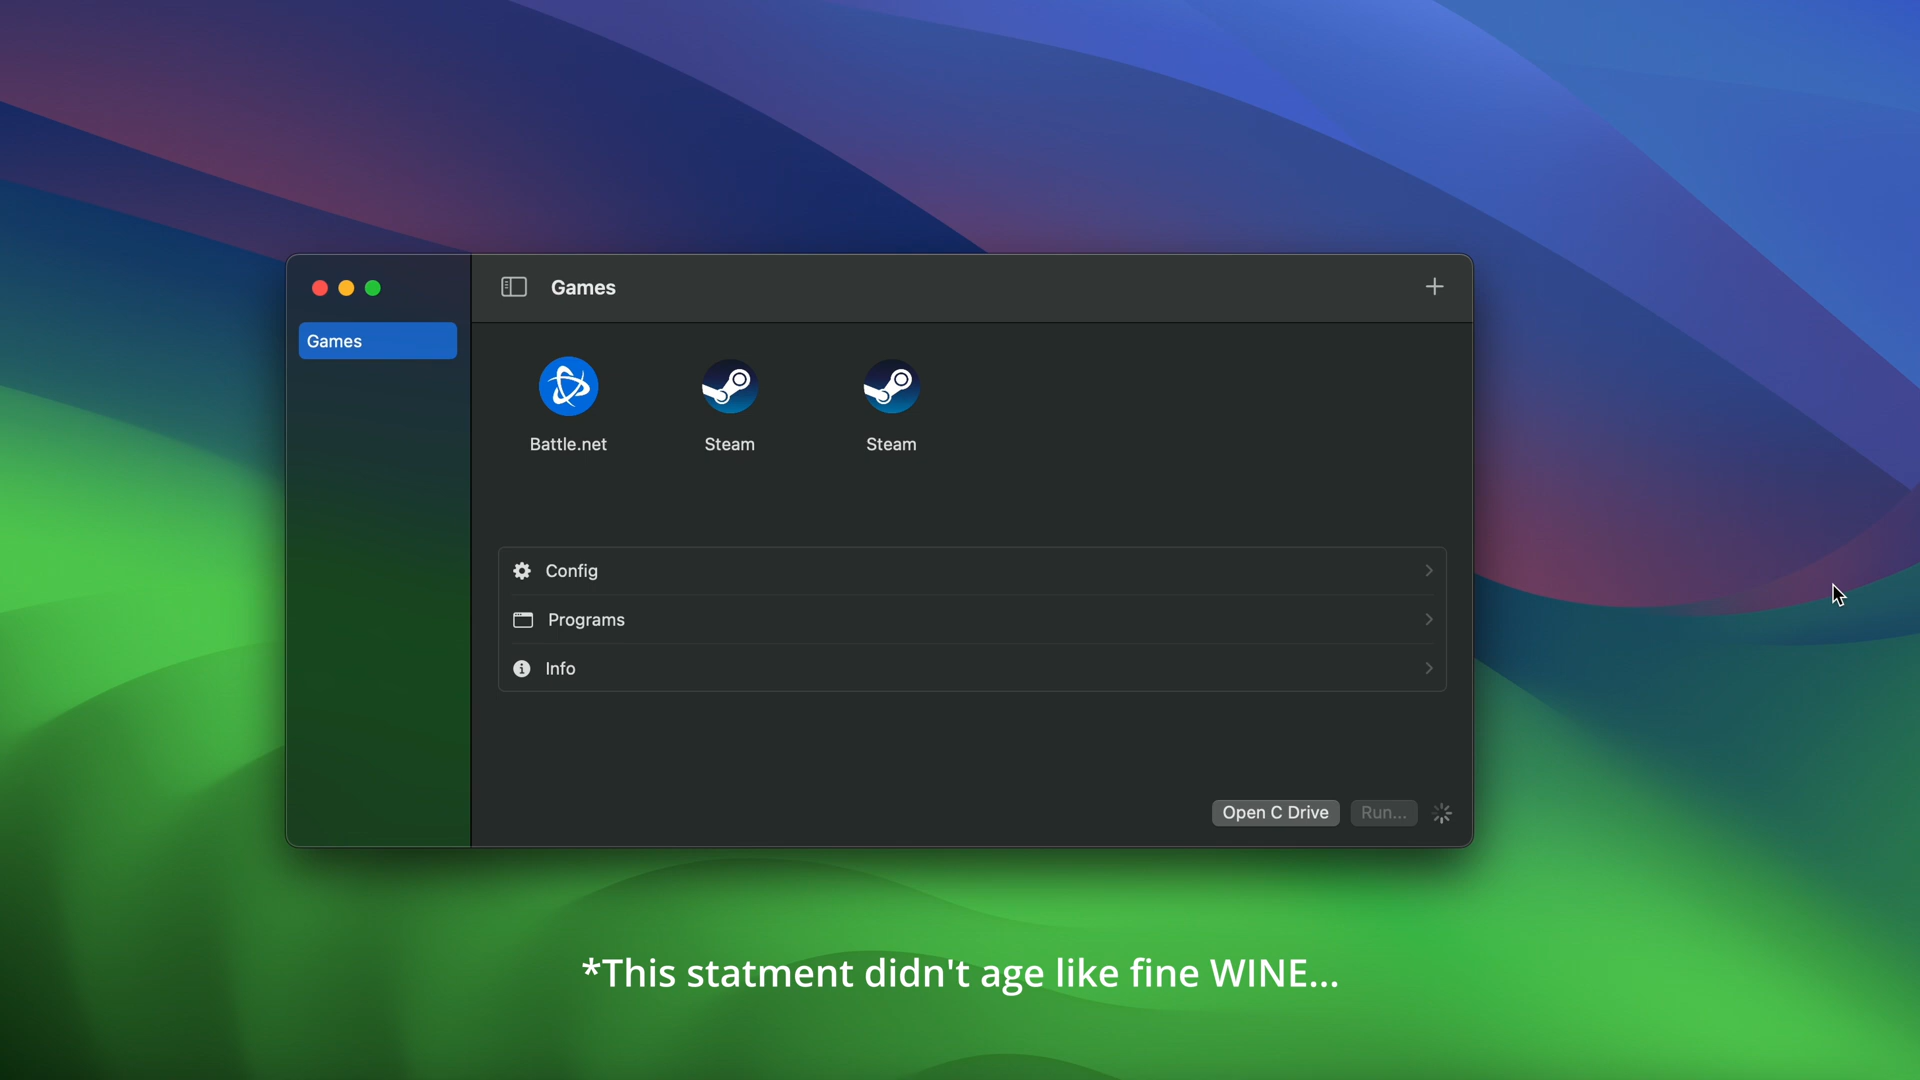 Games
Games
Battle.net
Steam
Steam
Config
Programs
Info
Open C Drive
Run...
*This statment didn't age like fine WINE...